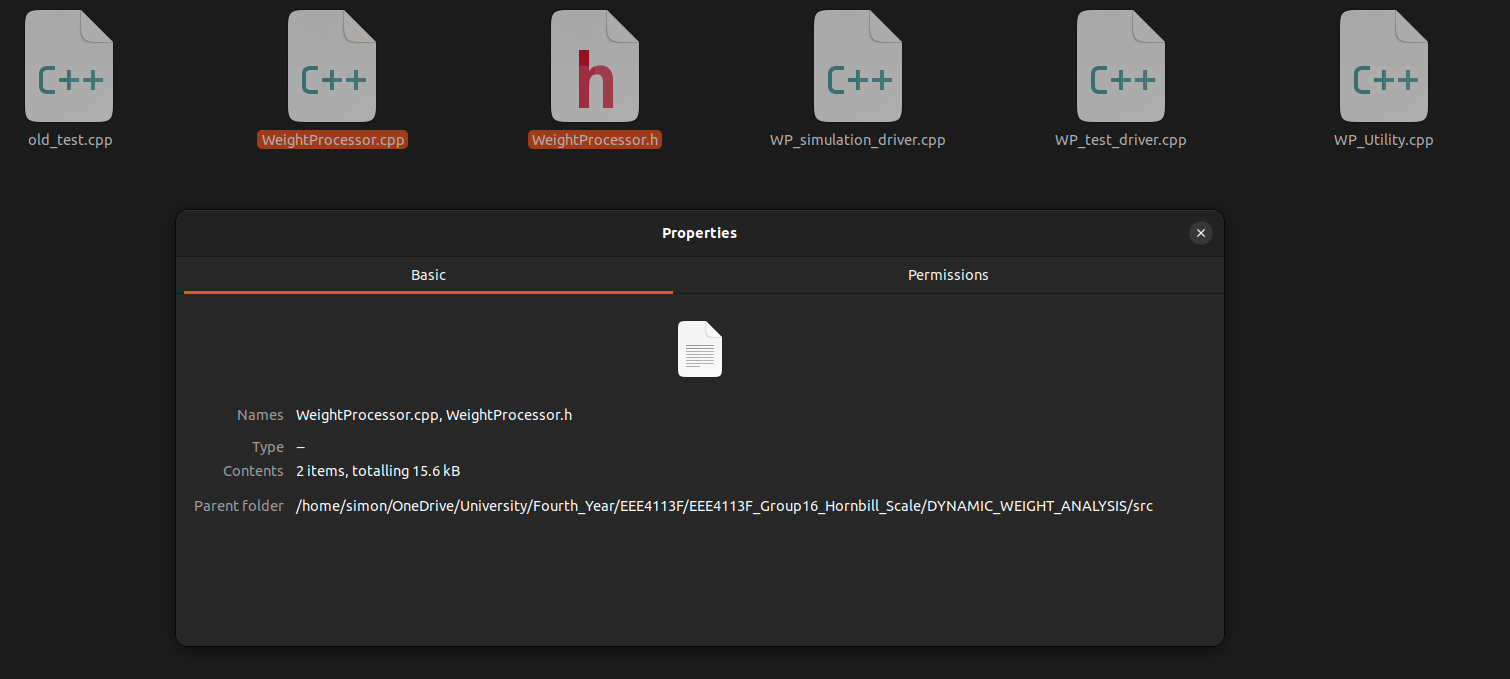 C++ C++ h C++ C++ C++
old_test.cpp WeightProcessor.cpp WeightProcessor.h WP_simulation_driver.cpp WP_test_driver.cpp WP_Utility.cpp
Properties
Basic Permissions
Names WeightProcessor.cpp, WeightProcessor.h
Type –
Contents 2 items, totalling 15.6 kB
Parent folder /home/simon/OneDrive/University/Fourth_Year/EEE4113F/EEE4113F_Group16_Hornbill_Scale/DYNAMIC_WEIGHT_ANALYSIS/src